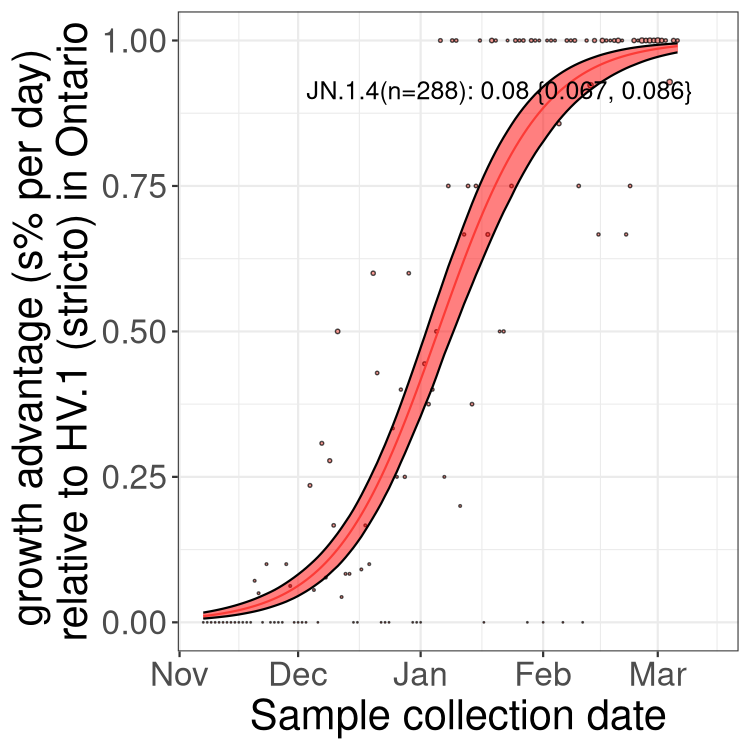 growth advantage (s% per day)
relative to HV.1 (stricto) in Ontario
1.00
0.75
0.50
0.25
0.00
JN.1.4(n=288): 0.08 {0.067, 0.086}
Nov Dec Jan Feb Mar
Sample collection date